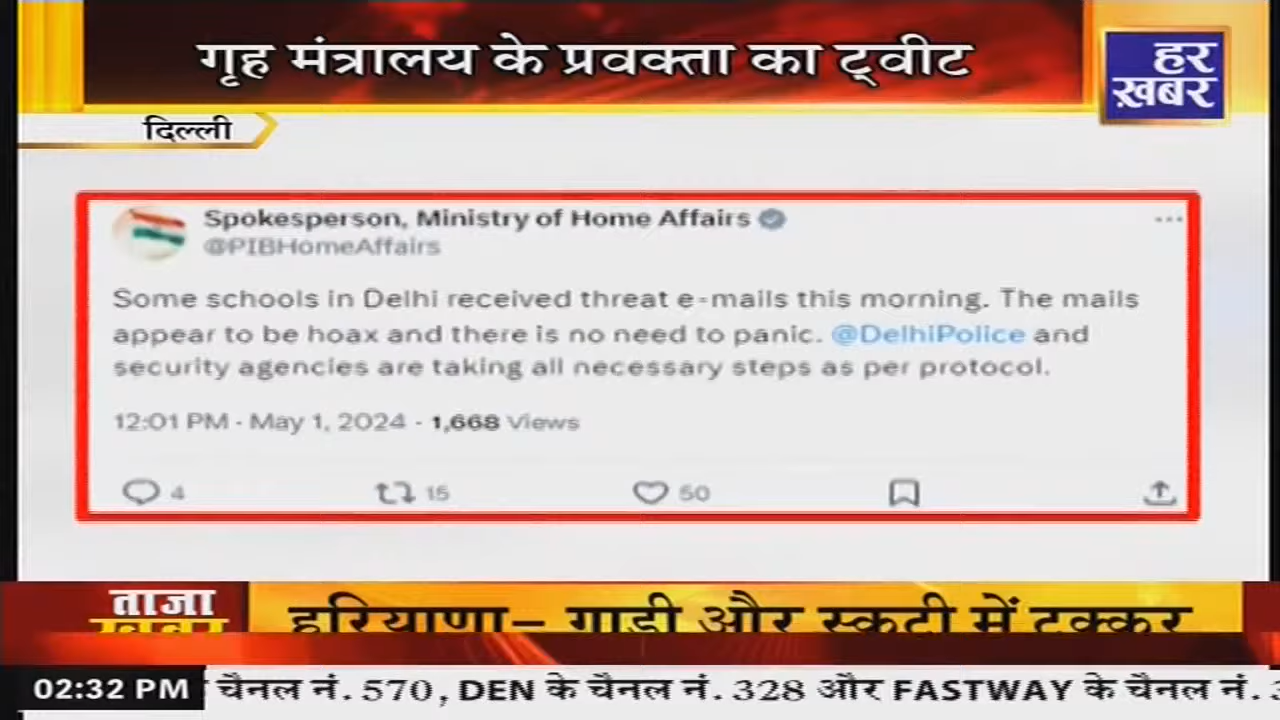 गृह मंत्रालय के प्रवक्ता का ट्वीट
हर
ख़बर
दिल्ली
Spokesperson, Ministry of Home Affairs
@PIBHomeAffairs
Some schools in Delhi received threat e-mails this morning. The mails
appear to be hoax and there is no need to panic. @DelhiPolice and
security agencies are taking all necessary steps as per protocol.
12:01 PM · May 1, 2024 · 1,668 Views
4 15 50
ताजा
खबर
हरियाणा– गाड़ी और स्कूटी में टक्कर
02:32 PM चैनल नं. 570, DEN के चैनल नं. 328 और FASTWAY के चैनल नं.